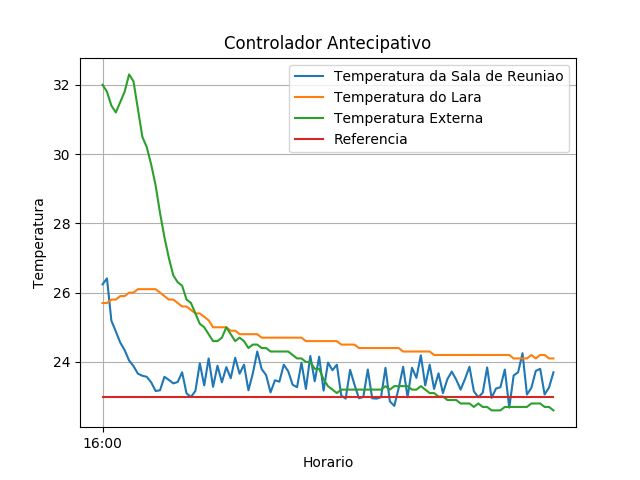 Controlador Antecipativo
Temperatura da Sala de Reuniao
Temperatura do Lara
Temperatura Externa
Referencia
Temperatura
32
30
28
26
24
16:00
Horario